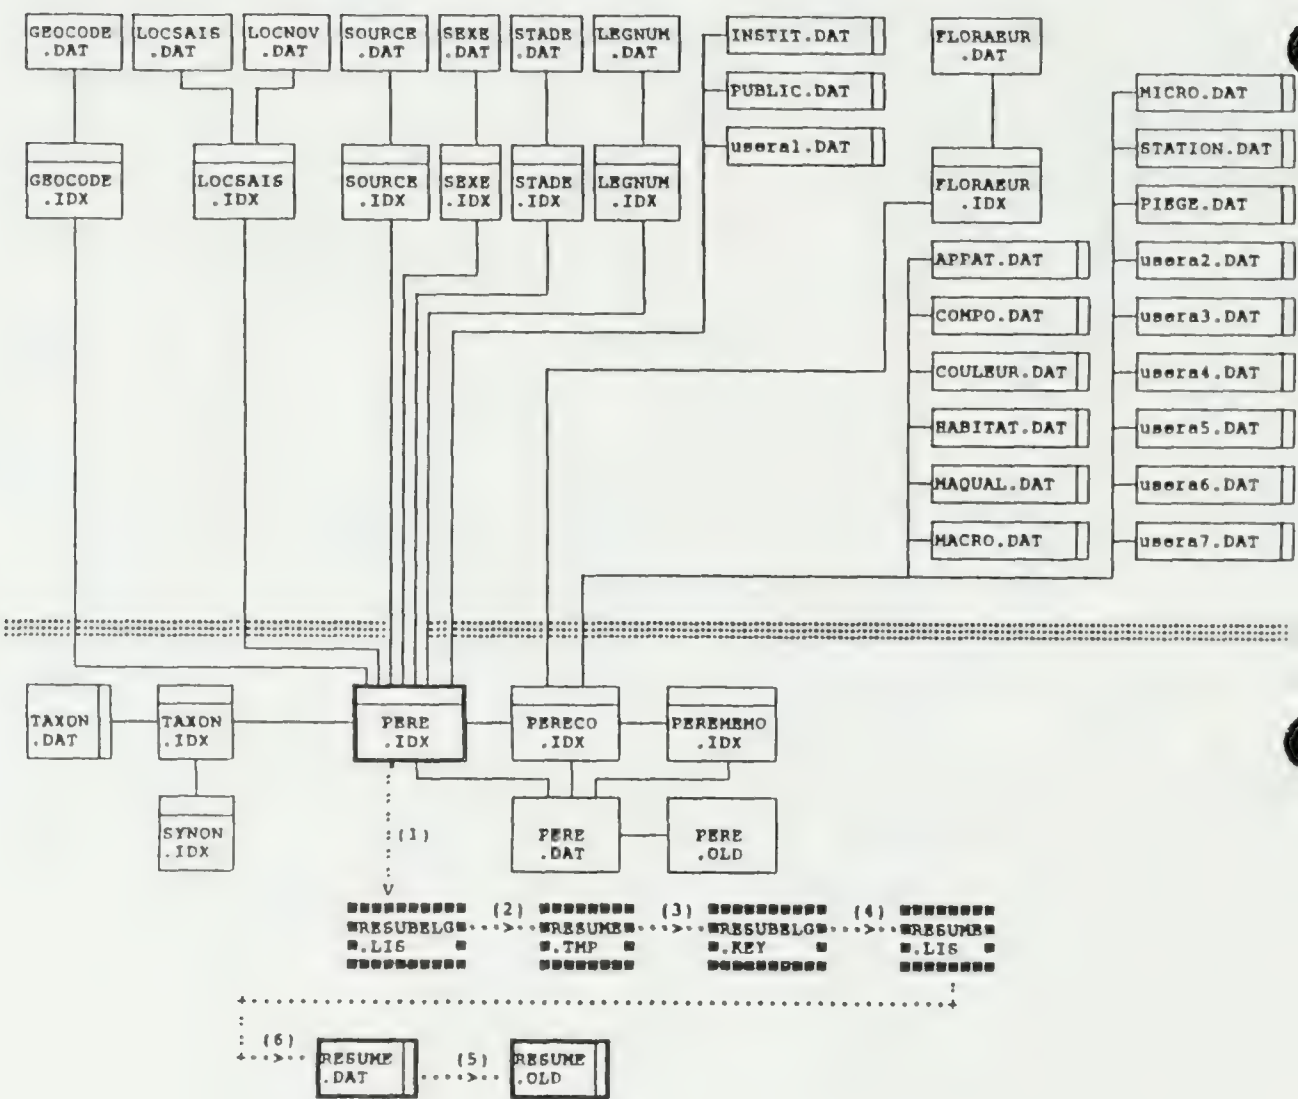 GEOCODE
.DAT
LOCSAIS
.DAT
LOCNOV
.DAT
SOURCE
.DAT
SEXE
.DAT
STADE
.DAT
LEGNUM
.DAT
INSTIT.DAT
PUBLIC.DAT
usera1.DAT
FLORAEUR
.DAT
MICRO.DAT
STATION.DAT
PIEGE.DAT
usera2.DAT
usera3.DAT
usera4.DAT
usera5.DAT
usera6.DAT
usera7.DAT
GEOCODE
.IDX
LOCSAIS
.IDX
SOURCE
.IDX
SEXE
.IDX
STADE
.IDX
LEGNUM
.IDX
FLORAEUR
.IDX
APPAT.DAT
COMPO.DAT
COULEUR.DAT
HABITAT.DAT
MAQUAL.DAT
MACRO.DAT
TAXON
.DAT
TAXON
.IDX
PERE
.IDX
PERECO
.IDX
PEREMEMO
.IDX
SYNON
.IDX
(1)
PERE
.DAT
PERE
.OLD
RESUBELG
.LIS
(2)
RESUME
.TMP
(3)
RESUBELG
.KEY
(4)
RESUME
.LIS
(6)
RESUME
.DAT
(5)
RESUME
.OLD